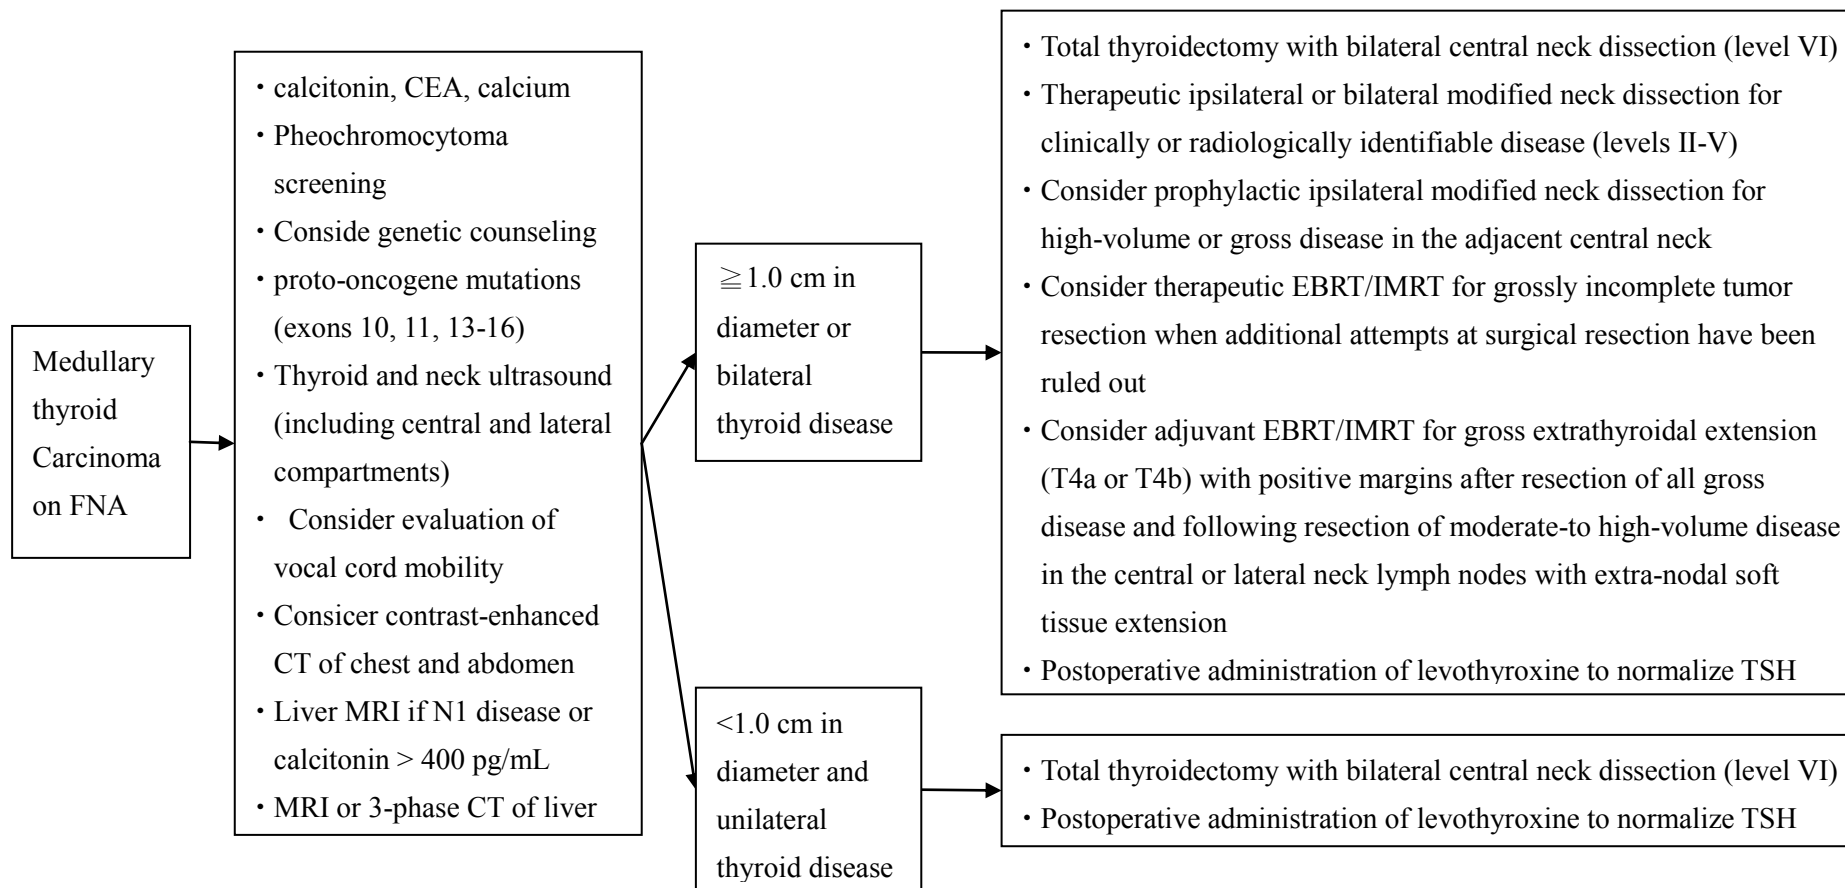 Medullary
thyroid
Carcinoma
on FNA
・calcitonin, CEA, calcium
・Pheochromocytoma
screening
・Conside genetic counseling
・proto-oncogene mutations
(exons 10, 11, 13-16)
・Thyroid and neck ultrasound
(including central and lateral
compartments)
・ Consider evaluation of
vocal cord mobility
・Consicer contrast-enhanced
CT of chest and abdomen
・Liver MRI if N1 disease or
calcitonin > 400 pg/mL
・MRI or 3-phase CT of liver
≧1.0 cm in
diameter or
bilateral
thyroid disease
・Total thyroidectomy with bilateral central neck dissection (level VI)
・Therapeutic ipsilateral or bilateral modified neck dissection for
clinically or radiologically identifiable disease (levels II-V)
・Consider prophylactic ipsilateral modified neck dissection for
high-volume or gross disease in the adjacent central neck
・Consider therapeutic EBRT/IMRT for grossly incomplete tumor
resection when additional attempts at surgical resection have been
ruled out
・Consider adjuvant EBRT/IMRT for gross extrathyroidal extension
(T4a or T4b) with positive margins after resection of all gross
disease and following resection of moderate-to high-volume disease
in the central or lateral neck lymph nodes with extra-nodal soft
tissue extension
・Postoperative administration of levothyroxine to normalize TSH
<1.0 cm in
diameter and
unilateral
thyroid disease
・Total thyroidectomy with bilateral central neck dissection (level VI)
・Postoperative administration of levothyroxine to normalize TSH